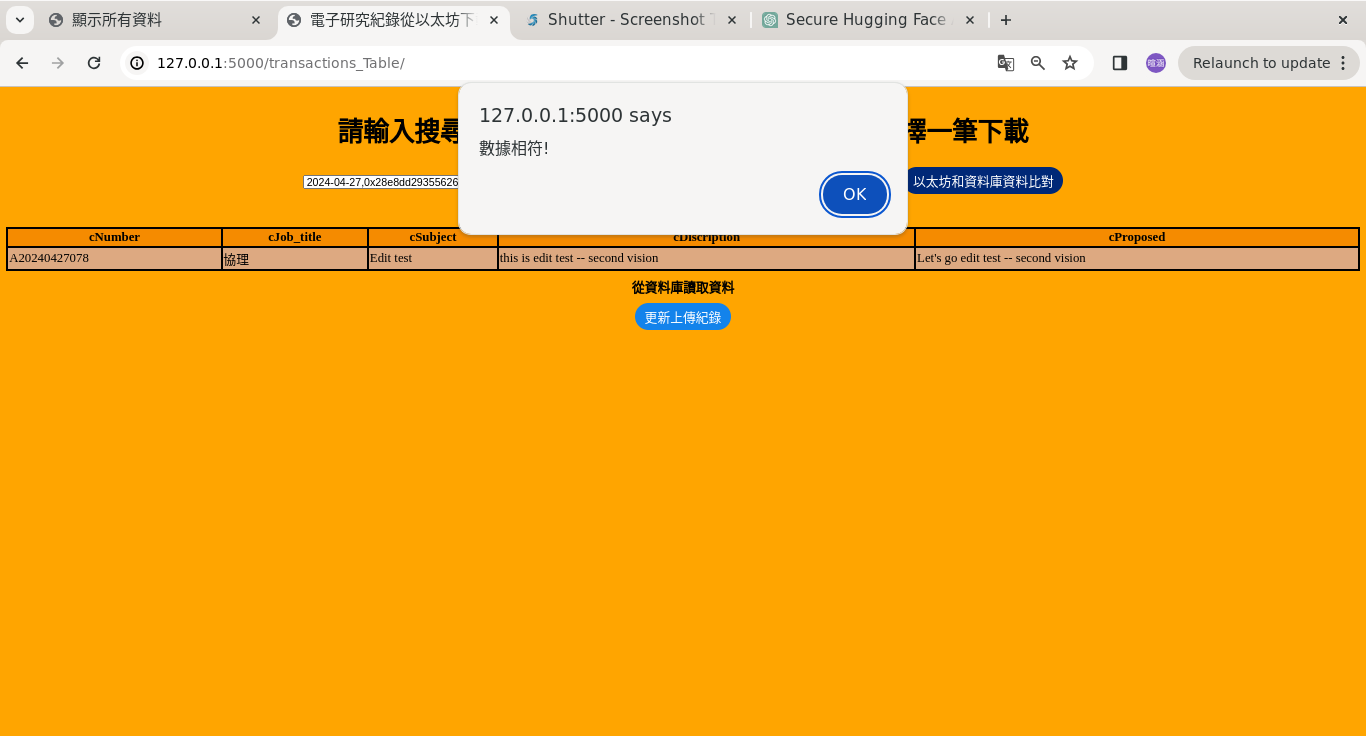 顯示所有資料
電子研究紀錄從以太坊下
Shutter - Screenshot
Secure Hugging Face
127.0.0.1:5000/transactions_Table/
Relaunch to update
127.0.0.1:5000 says
數據相符!
OK
請輸入搜尋
擇一筆下載
2024-04-27,0x28e8dd29355626
以太坊和資料庫資料比對
cNumber cJob_title cSubject cDiscription cProposed
A20240427078 協理 Edit test this is edit test -- second vision Let's go edit test -- second vision
從資料庫讀取資料
更新上傳紀錄